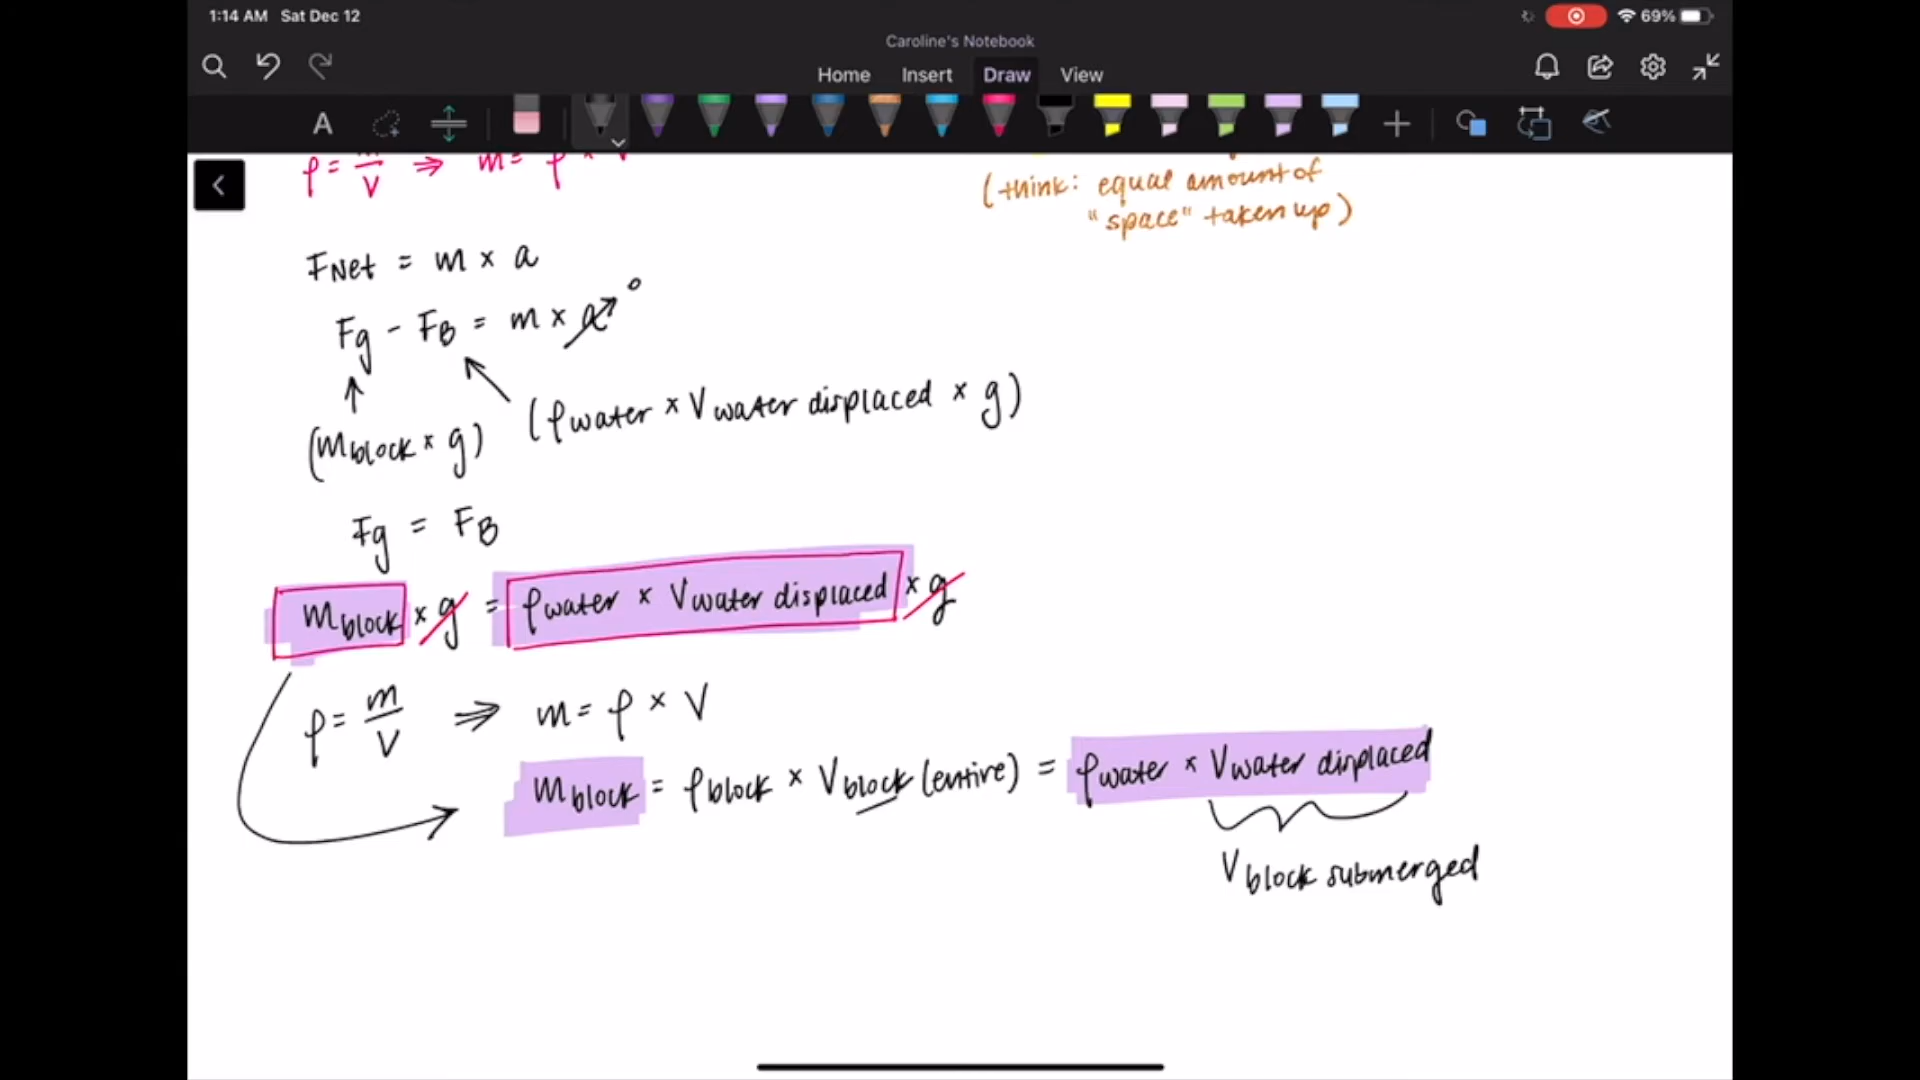 1:14 AM Sat Dec 12
69%
Caroline's Notebook
Home Insert Draw View
A
ρ = m/V ⇒ m = ρ × V
(think: equal amount of
"space" taken up)
FNet = m × a
Fg - FB = m × a 0
(ρwater × Vwater displaced × g)
(mblock × g)
Fg = FB
mblock × g = ρwater × Vwater displaced × g
ρ = m/V ⇒ m = ρ × V
mblock = ρblock × Vblock (entire) = ρwater × Vwater displaced
Vblock submerged